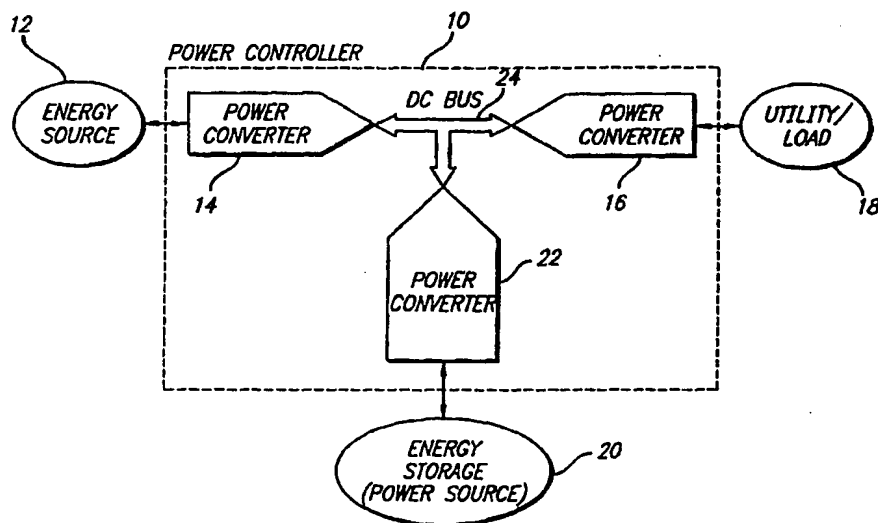 12
POWER CONTROLLER
10
24
ENERGY
SOURCE
POWER
CONVERTER
DC BUS
POWER
CONVERTER
UTILITY/
LOAD
14
16
18
22
POWER
CONVERTER
ENERGY
STORAGE
(POWER SOURCE)
20